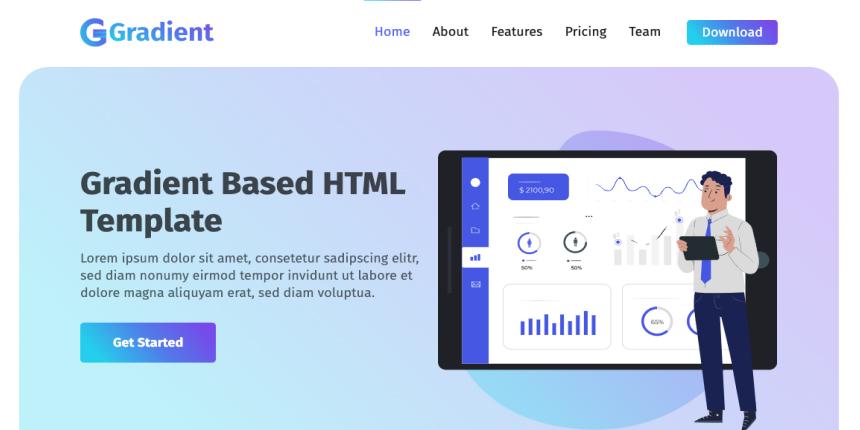 Gradient
Home About Features Pricing Team Download
Gradient Based HTML
Template
Lorem ipsum dolor sit amet, consetetur sadipscing elitr,
sed diam nonumy eirmod tempor invidunt ut labore et
dolore magna aliquyam erat, sed diam voluptua.
Get Started
$ 2100,90
50% 50%
65%